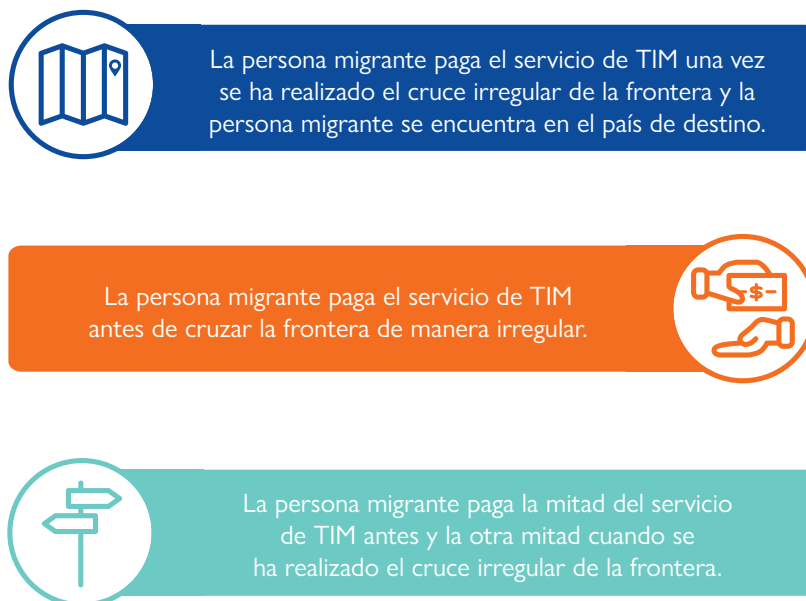 La persona migrante paga el servicio de TIM una vez
se ha realizado el cruce irregular de la frontera y la
persona migrante se encuentra en el país de destino.
La persona migrante paga el servicio de TIM
antes de cruzar la frontera de manera irregular.
-$-
La persona migrante paga la mitad del servicio
de TIM antes y la otra mitad cuando se
ha realizado el cruce irregular de la frontera.